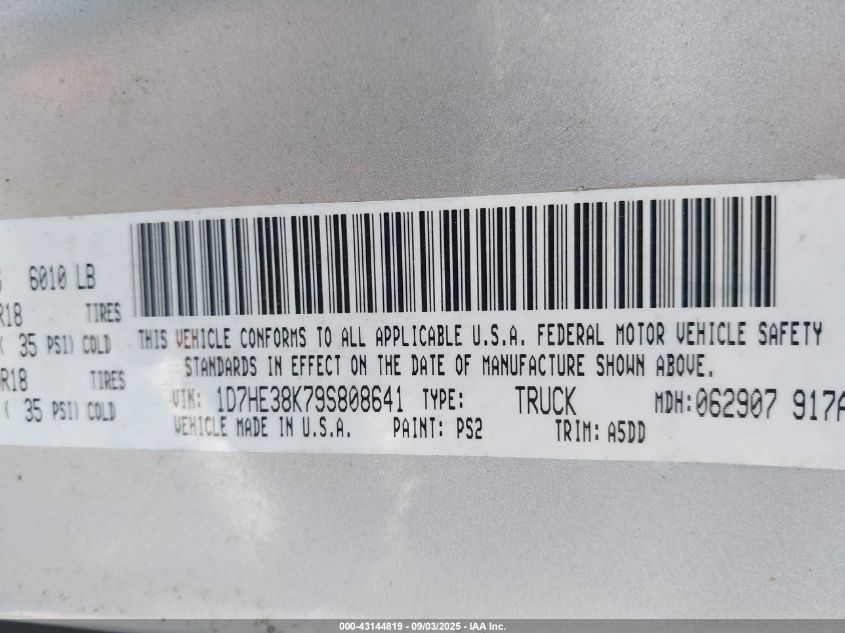 6010 LB
R18 TIRES
( 35 PSI) COLD
R18 TIRES
( 35 PSI) COLD
THIS VEHICLE CONFORMS TO ALL APPLICABLE U.S.A. FEDERAL MOTOR VEHICLE SAFETY
STANDARDS IN EFFECT ON THE DATE OF MANUFACTURE SHOWN ABOVE.
VIN: 1D7HE38K79S808641 TYPE: TRUCK MDH:062907 917A
VEHICLE MADE IN U.S.A. PAINT: PS2 TRIM: A5DD
000-43144819 - 09/03/2025 - IAA Inc.